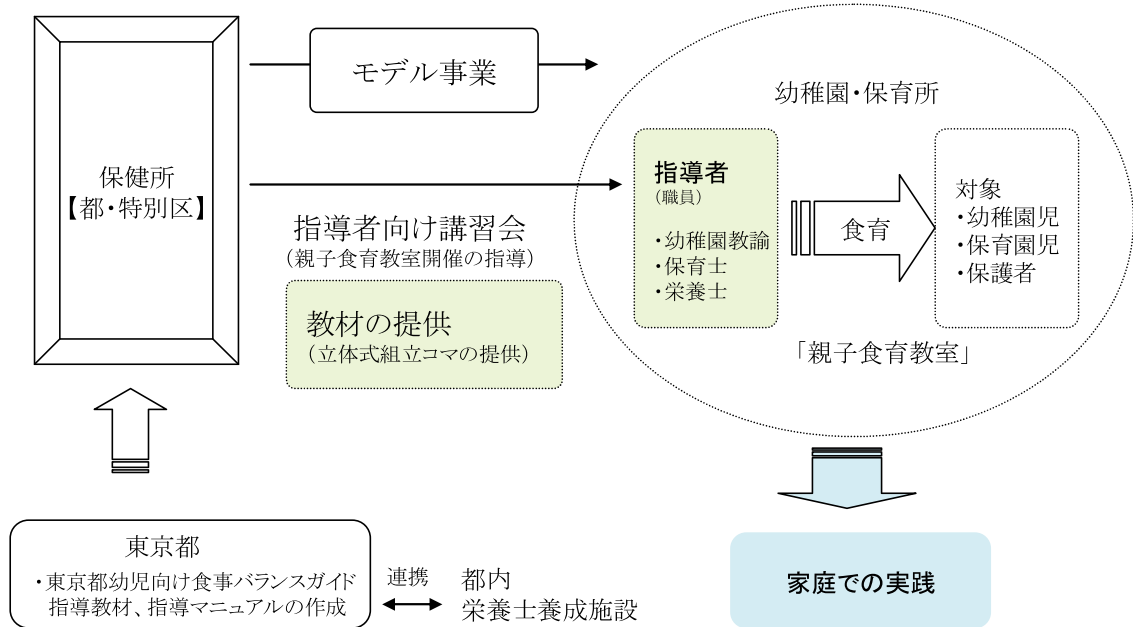 モデル事業
幼稚園・保育所
保健所
【都・特別区】
指導者
(職員)
・幼稚園教諭
・保育士
・栄養士
食育
対象
・幼稚園児
・保育園児
・保護者
指導者向け講習会
(親子食育教室開催の指導)
教材の提供
(立体式組立コマの提供)
「親子食育教室」
東京都
・東京都幼児向け食事バランスガイド
指導教材、指導マニュアルの作成
連携
都内
栄養士養成施設
家庭での実践